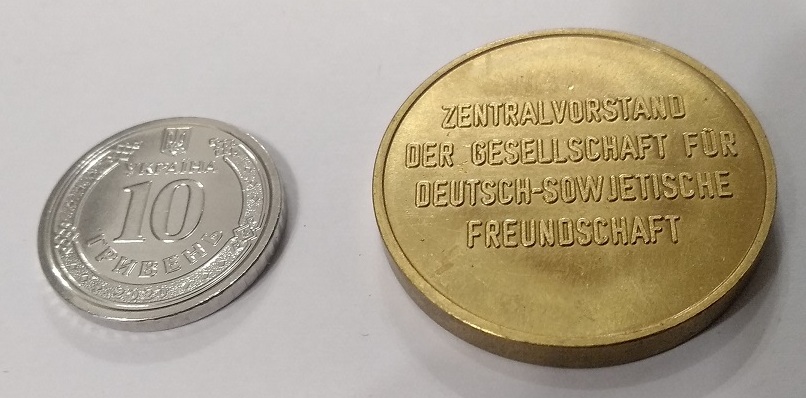 УКРАЇНА
10
ГРИВЕНЬ
ZENTRALVORSTAND
DER GESELLSCHAFT FÜR
DEUTSCH-SOWJETISCHE
FREUNDSCHAFT